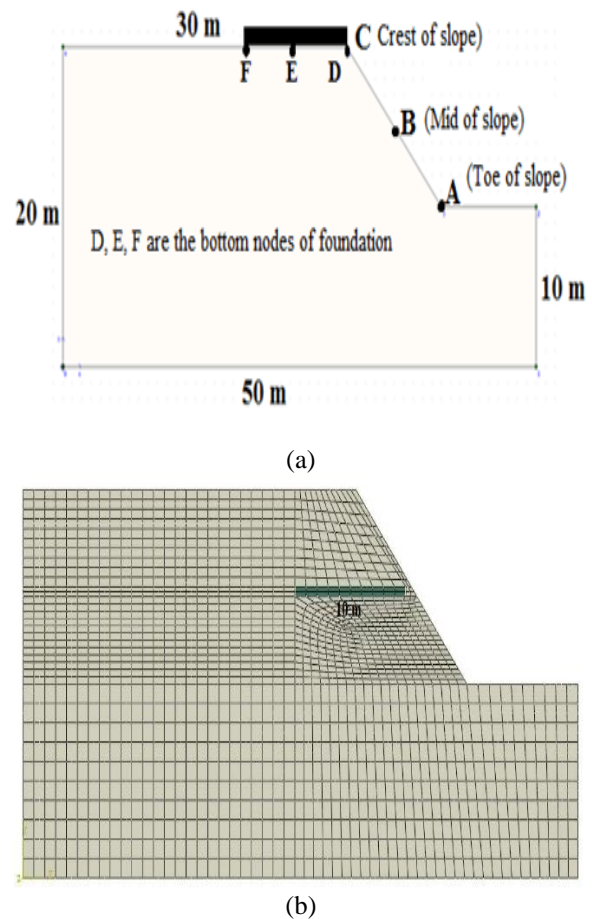 30 m
C Crest of slope)
F E D
B (Mid of slope)
(Toe of slope)
A
20 m
D, E, F are the bottom nodes of foundation
10 m
50 m
(a)
10 m
(b)